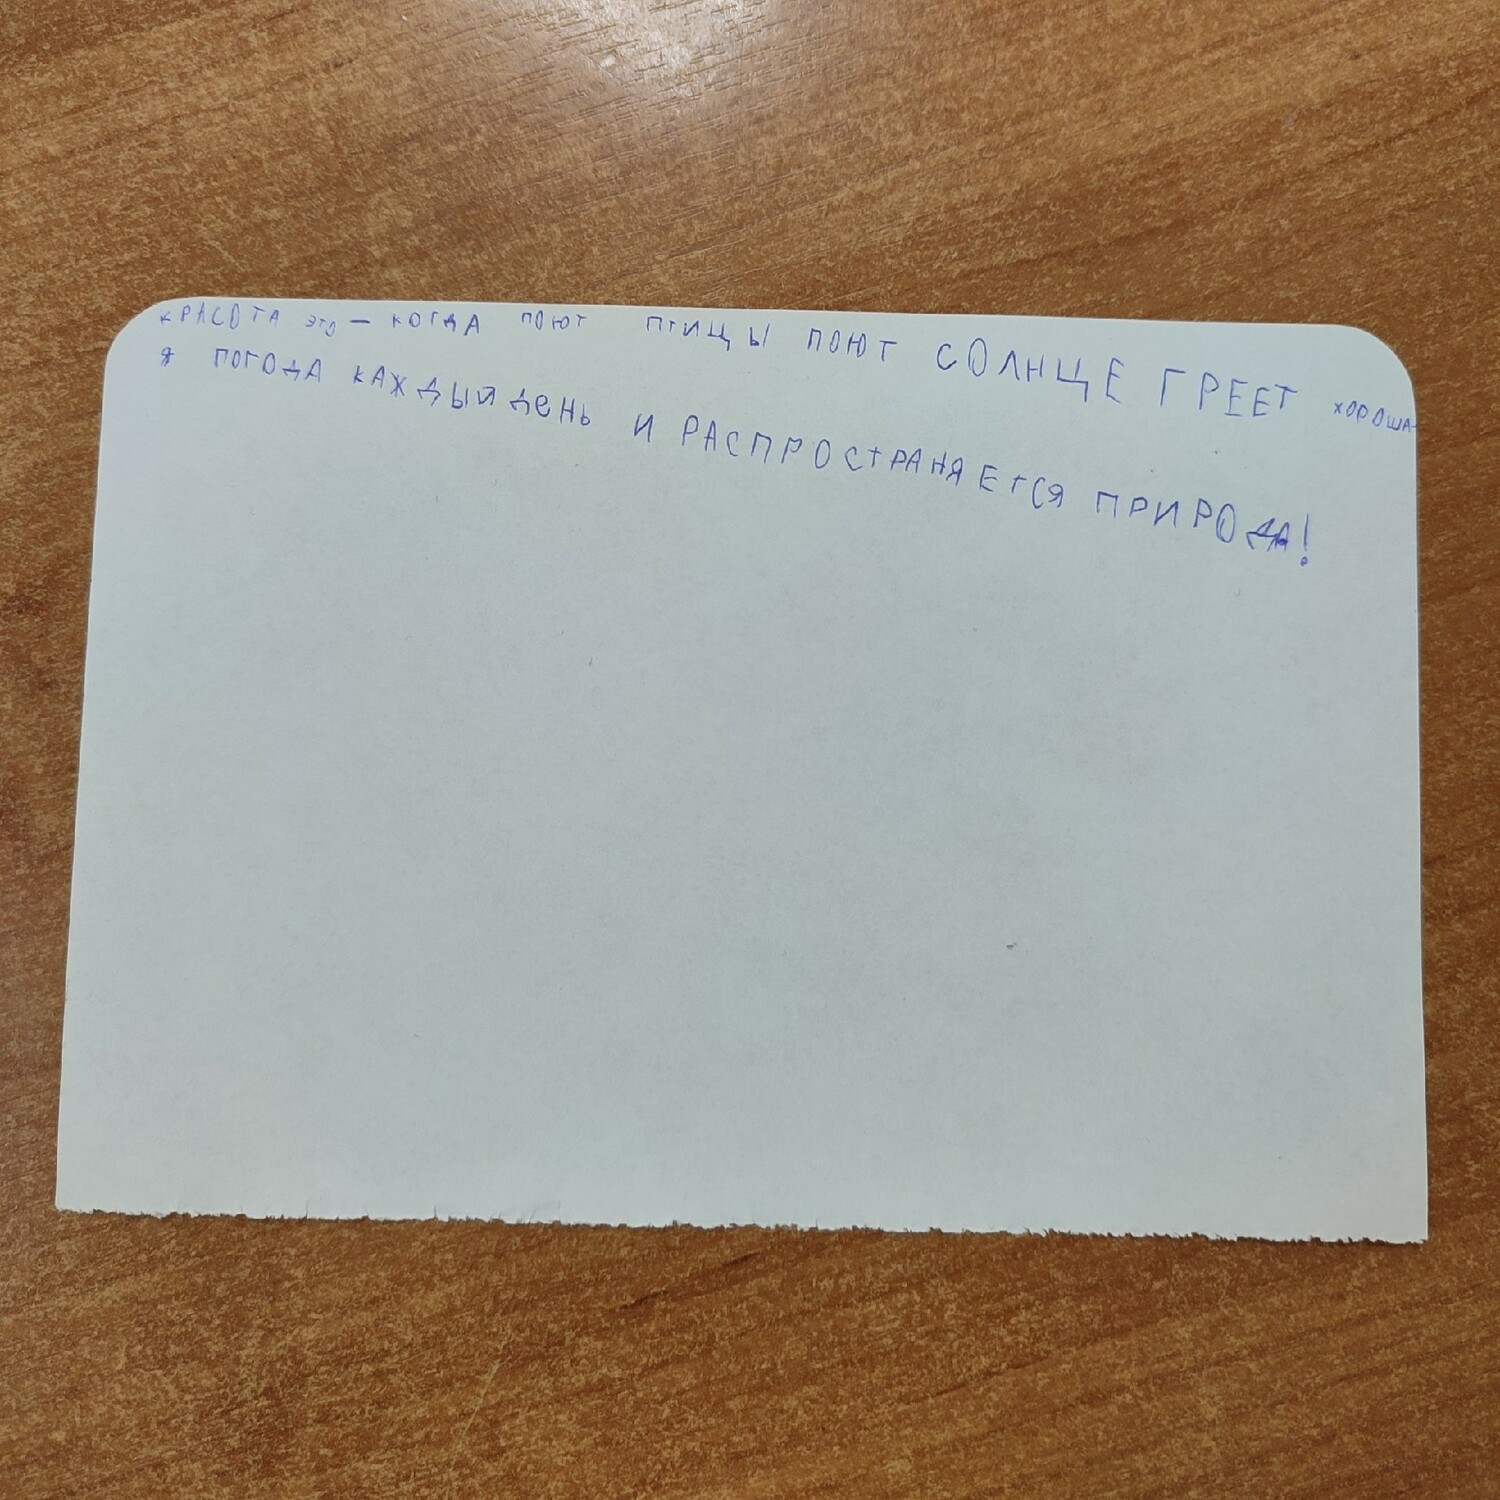 КРАСОТА ЭТО — КОГДА ПОЮТ ПТИЦЫ ПОЮТ СОЛНЦЕ ГРЕЕТ ХОРОША-
Я ПОГОДА КАЖДЫЙ ДЕНЬ И РАСПРОСТРАНЯЕТСЯ ПРИРОДА!